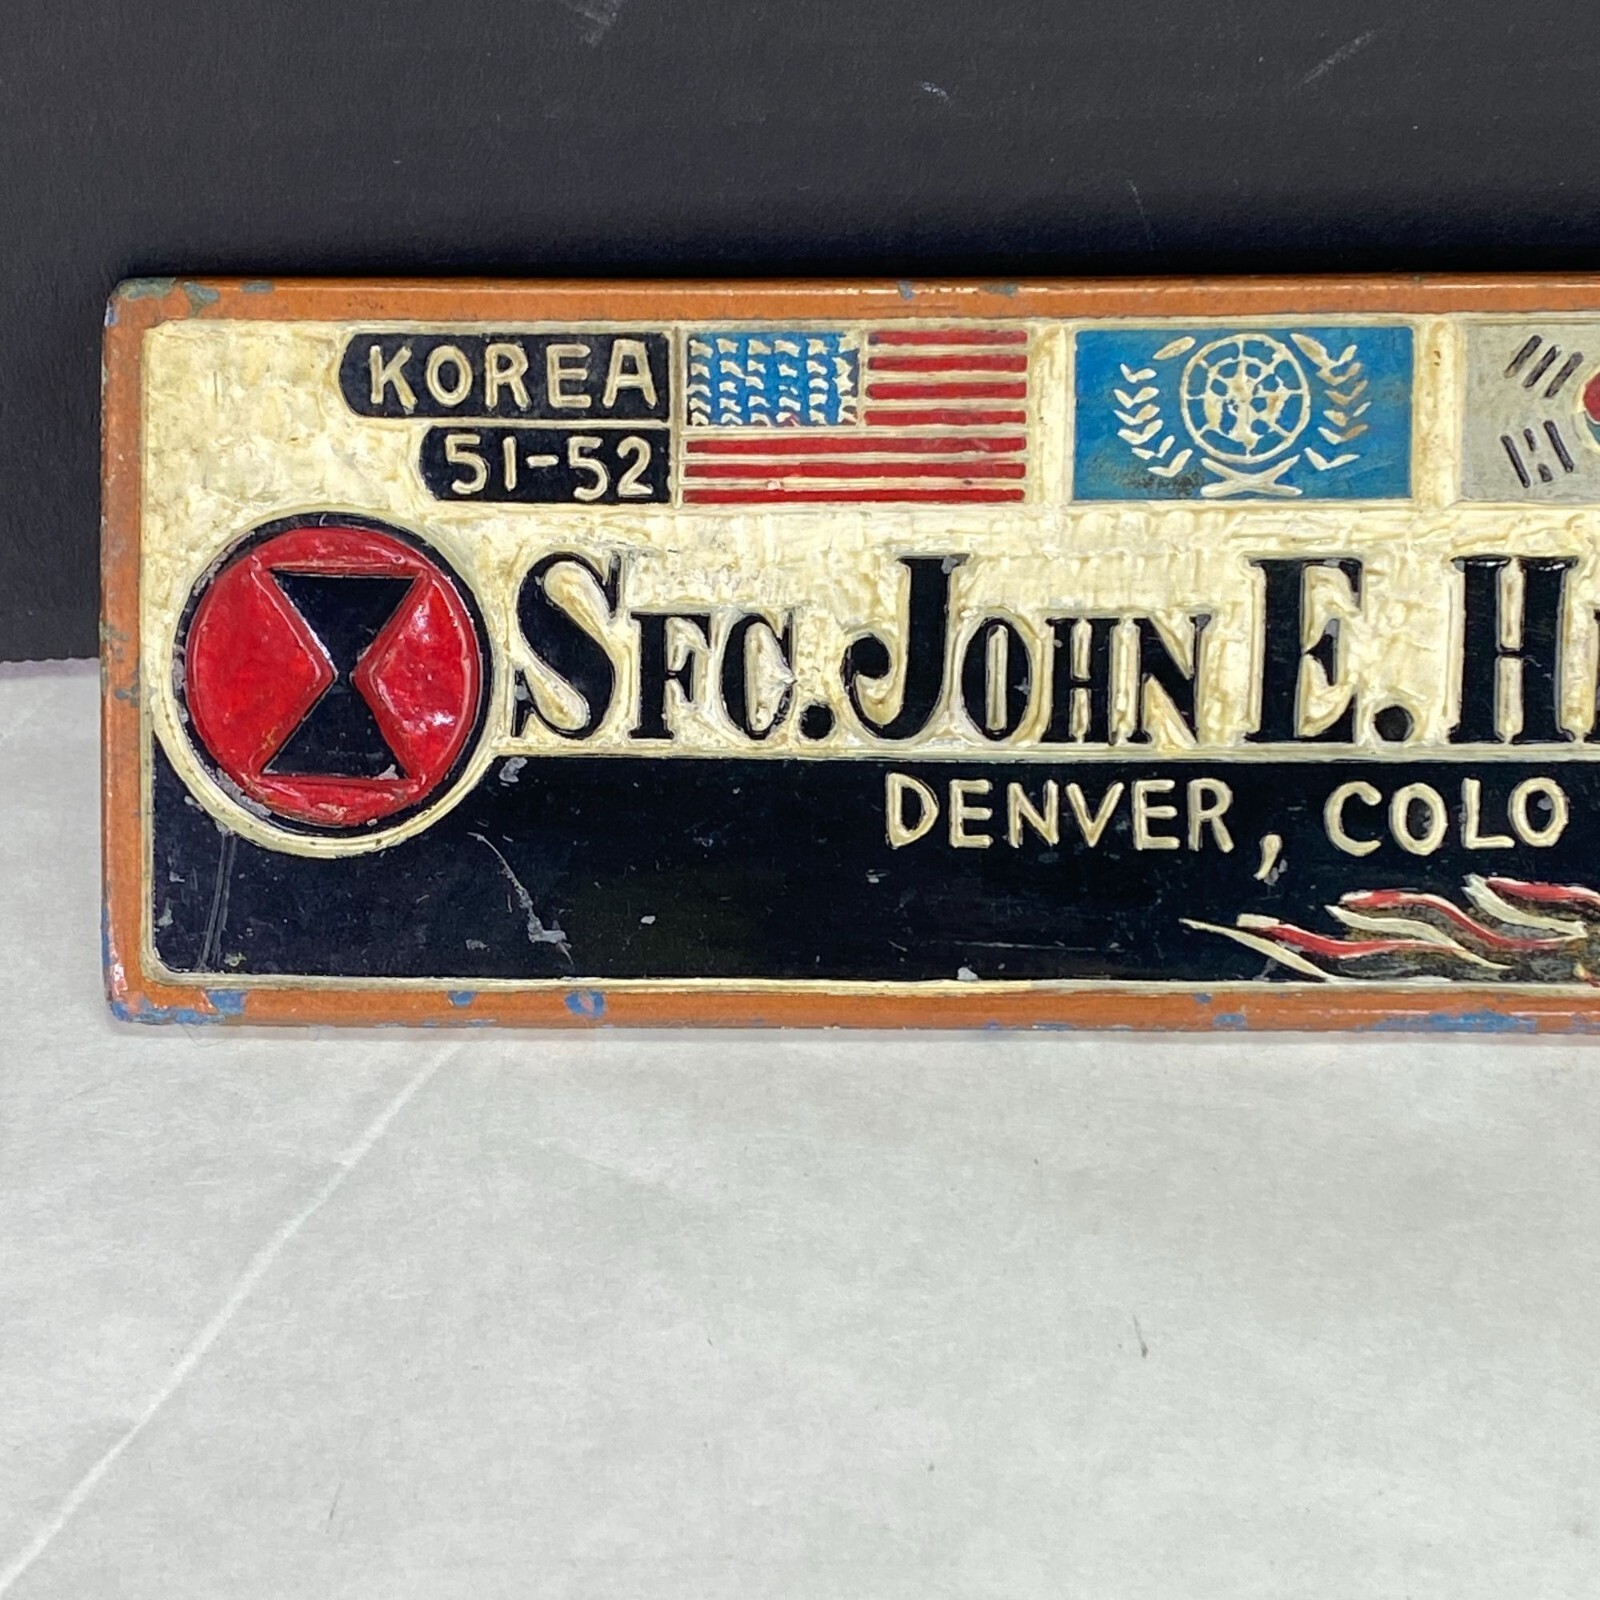 KOREA
51-52
SFC. JOHN E. H
DENVER, COLO